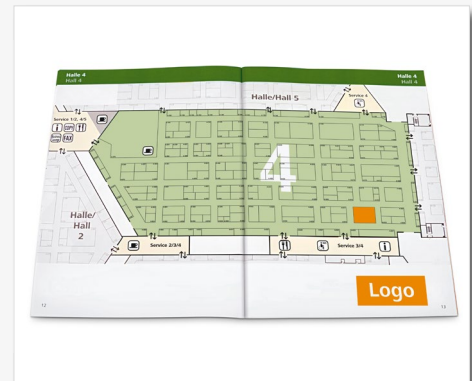 Halle 4
Hall 4
Halle 4
Hall 4
Halle/Hall 5
Service 4
Service 1/2, 4/5
FAX
4
Halle/
Hall
2
Service 2/3/4
Service 3/4
Logo
12
13